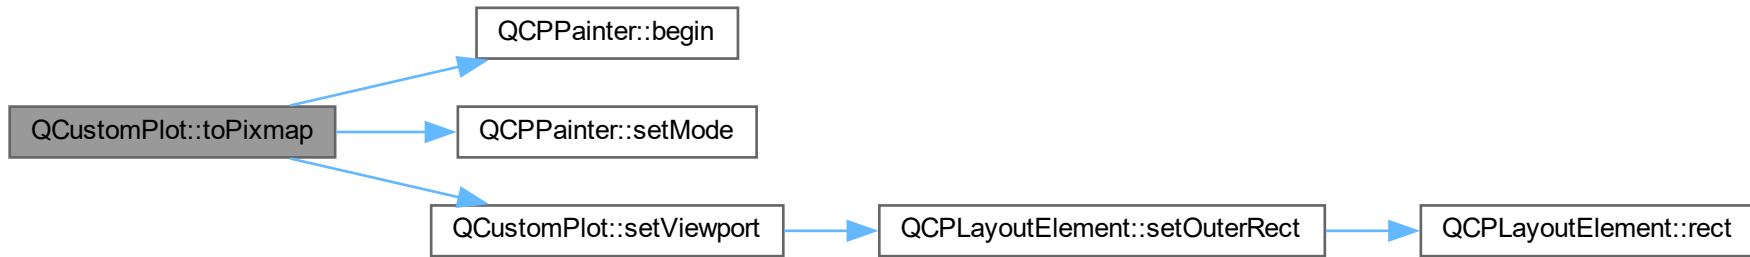 QCPPainter::begin
QCustomPlot::toPixmap
QCPPainter::setMode
QCustomPlot::setViewport
QCPLayoutElement::setOuterRect
QCPLayoutElement::rect